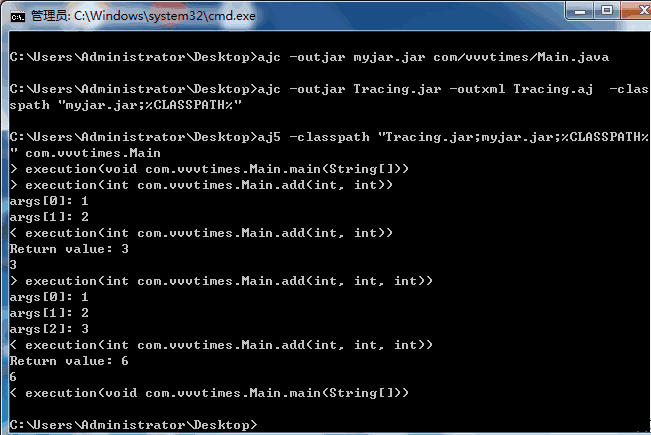 管理员: C:\Windows\system32\cmd.exe
C:\Users\Administrator\Desktop>ajc -outjar myjar.jar com/vvvtimes/Main.java
C:\Users\Administrator\Desktop>ajc -outjar Tracing.jar -outxml Tracing.aj  -clas
spath "myjar.jar;%CLASSPATH%"
C:\Users\Administrator\Desktop>aj5 -classpath "Tracing.jar;myjar.jar;%CLASSPATH%
" com.vvvtimes.Main
> execution(void com.vvvtimes.Main.main(String[]))
> execution(int com.vvvtimes.Main.add(int, int))
args[0]: 1
args[1]: 2
< execution(int com.vvvtimes.Main.add(int, int))
Return value: 3
3
> execution(int com.vvvtimes.Main.add(int, int, int))
args[0]: 1
args[1]: 2
args[2]: 3
< execution(int com.vvvtimes.Main.add(int, int, int))
Return value: 6
6
< execution(void com.vvvtimes.Main.main(String[]))
C:\Users\Administrator\Desktop>